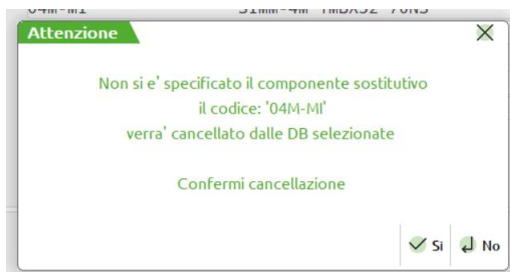 Attenzione
Non si e' specificato il componente sostitutivo
il codice: '04M-MI'
verra' cancellato dalle DB selezionate
Confermi cancellazione
Si No